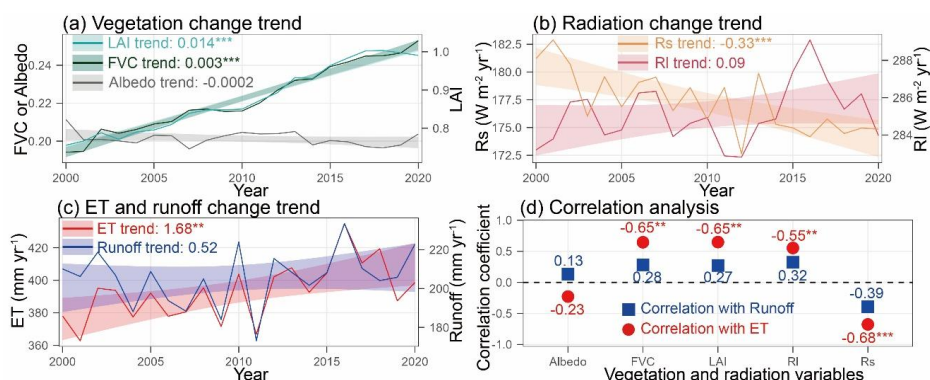 (a) Vegetation change trend
LAI trend: 0.014***
FVC trend: 0.003***
Albedo trend: -0.0002
FVC or Albedo
0.24
0.22
0.20
LAI
1.0
0.9
0.8
2000 2005 2010 2015 2020
Year
(b) Radiation change trend
Rs trend: -0.33***
Rl trend: 0.09
Rs (W m⁻² yr⁻¹)
182.5
180.0
177.5
175.0
172.5
Rl (W m⁻² yr⁻¹)
288
286
284
2000 2005 2010 2015 2020
Year
(c) ET and runoff change trend
ET trend: 1.68**
Runoff trend: 0.52
ET (mm yr⁻¹)
420
400
380
360
Runoff (mm yr⁻¹)
220
200
180
2000 2005 2010 2015 2020
Year
(d) Correlation analysis
Correlation coefficient
1.0
0.5
0.0
-0.5
-1.0
-0.65** -0.65** -0.55**
0.13 0.28 0.27 0.32
-0.23 -0.39
-0.68***
Correlation with Runoff
Correlation with ET
Albedo FVC LAI Rl Rs
Vegetation and radiation variables